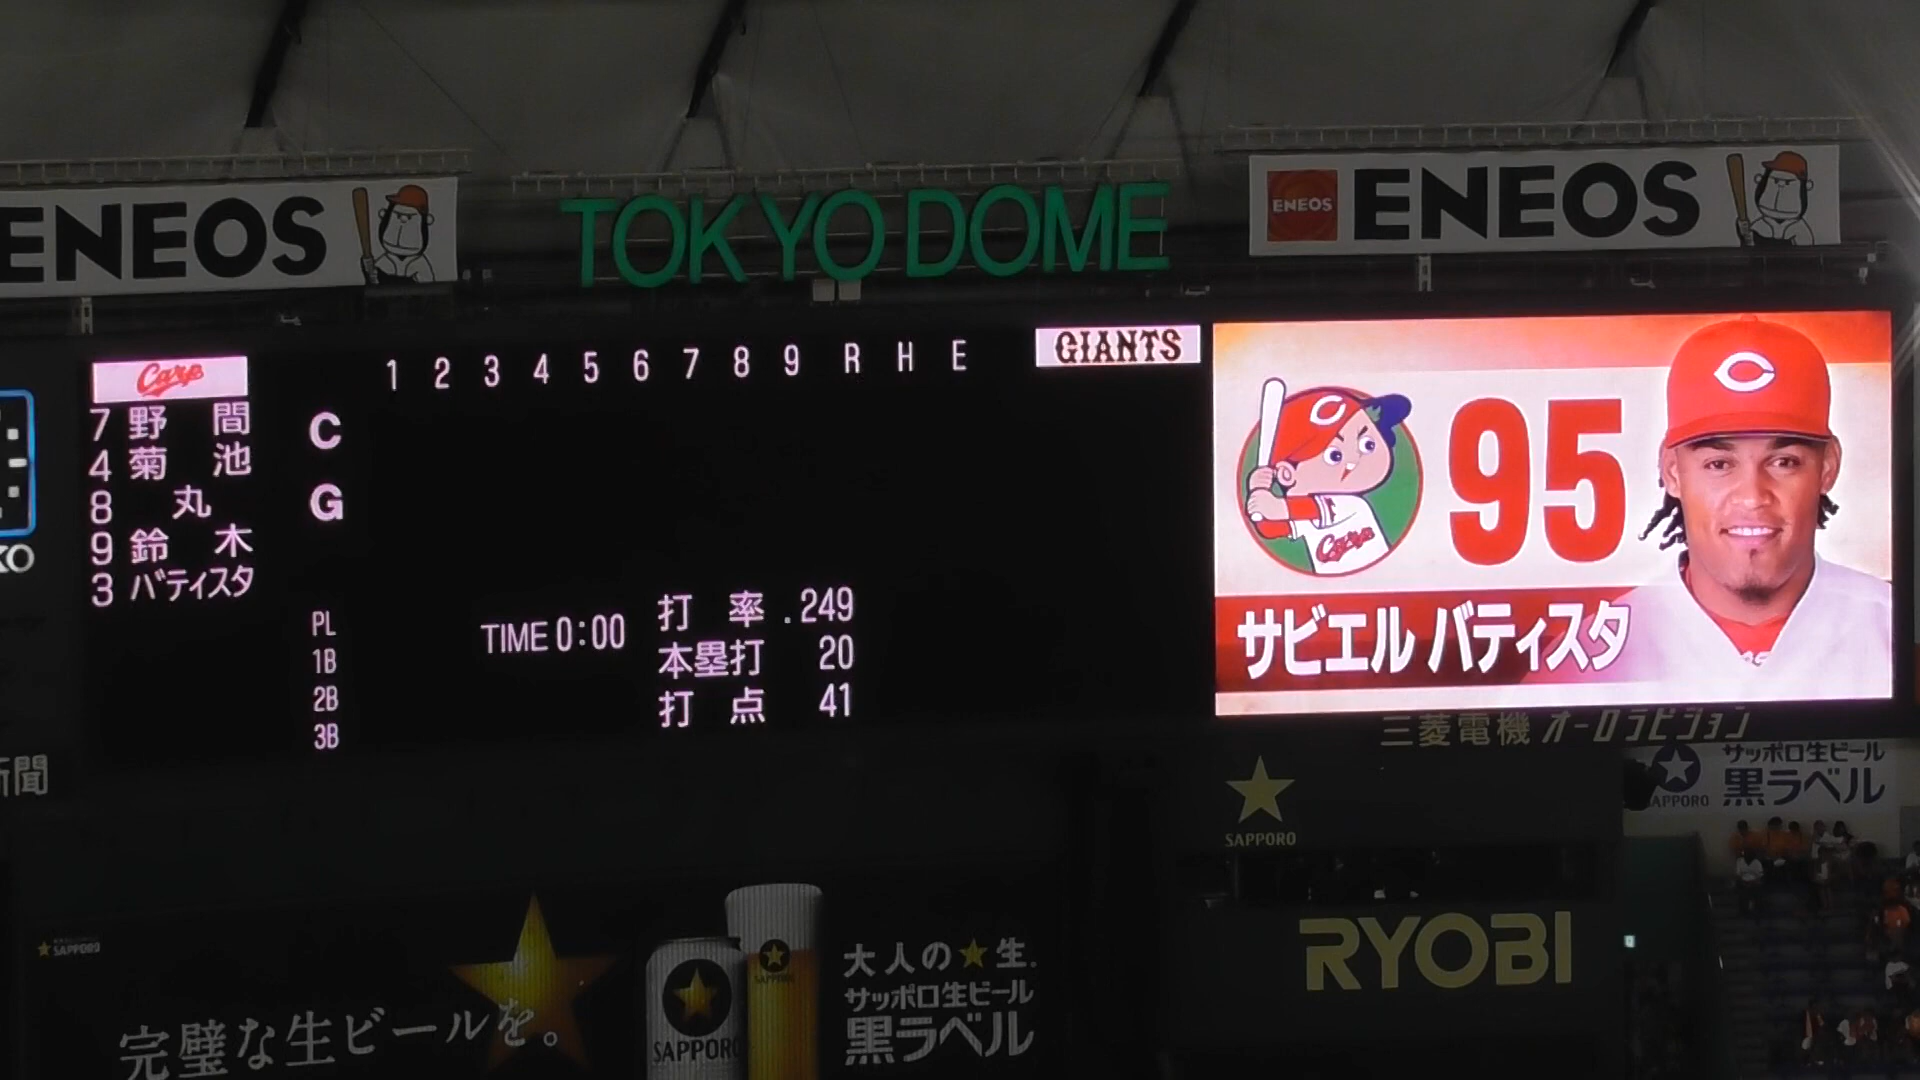 ENEOS
TOKYO DOME
ENEOS ENEOS
Carp
7 野 間
4 菊 池
8 丸
9 鈴 木
3 バティスタ
1 2 3 4 5 6 7 8 9 R H E
C
G
GIANTS
PL
1B
2B
3B
TIME 0:00
打 率 .249
本塁打 20
打 点 41
C
C
Carp
95
サビエル バティスタ
三菱電機 オーロラビジョン
KO
新聞
SAPPORO
SAPPORO
サッポロ生ビール
黒ラベル
RYOBI
SAPPORO
完璧な生ビールを。
SAPPORO
SAPPORO
大人の★生.
サッポロ生ビール
黒ラベル